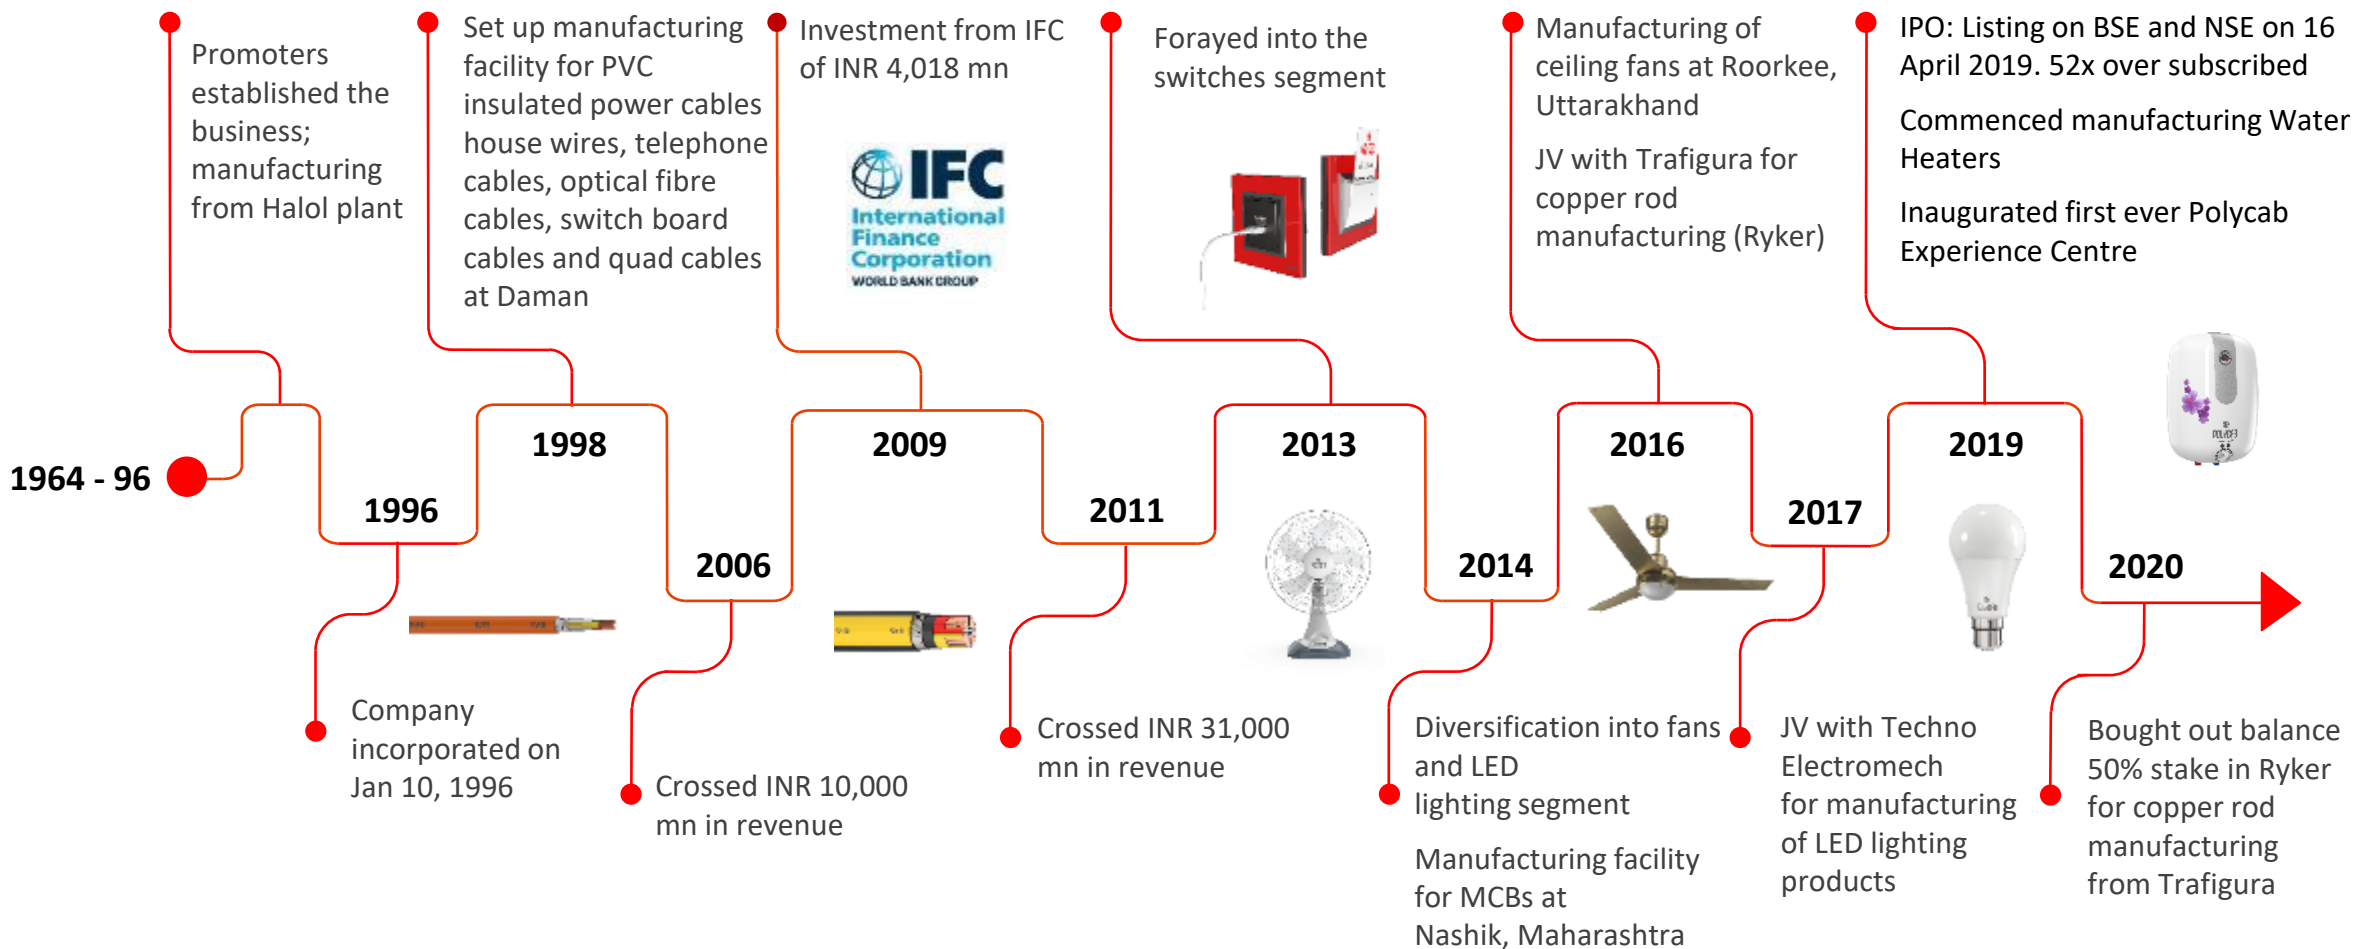 Promoters
established the
business;
manufacturing
from Halol plant
Set up manufacturing
facility for PVC
insulated power cables
house wires, telephone
cables, optical fibre
cables, switch board
cables and quad cables
at Daman
Investment from IFC
of INR 4,018 mn
IFC
International
Finance
Corporation
WORLD BANK GROUP
Forayed into the
switches segment
Manufacturing of
ceiling fans at Roorkee,
Uttarakhand
JV with Trafigura for
copper rod
manufacturing (Ryker)
IPO: Listing on BSE and NSE on 16
April 2019. 52x over subscribed
Commenced manufacturing Water
Heaters
Inaugurated first ever Polycab
Experience Centre
1964 - 96
1996
1998
2006
2009
2011
2013
2014
2016
2017
2019
2020
Company
incorporated on
Jan 10, 1996
Crossed INR 10,000
mn in revenue
Crossed INR 31,000
mn in revenue
Diversification into fans
and LED
lighting segment
Manufacturing facility
for MCBs at
Nashik, Maharashtra
JV with Techno
Electromech
for manufacturing
of LED lighting
products
Bought out balance
50% stake in Ryker
for copper rod
manufacturing
from Trafigura